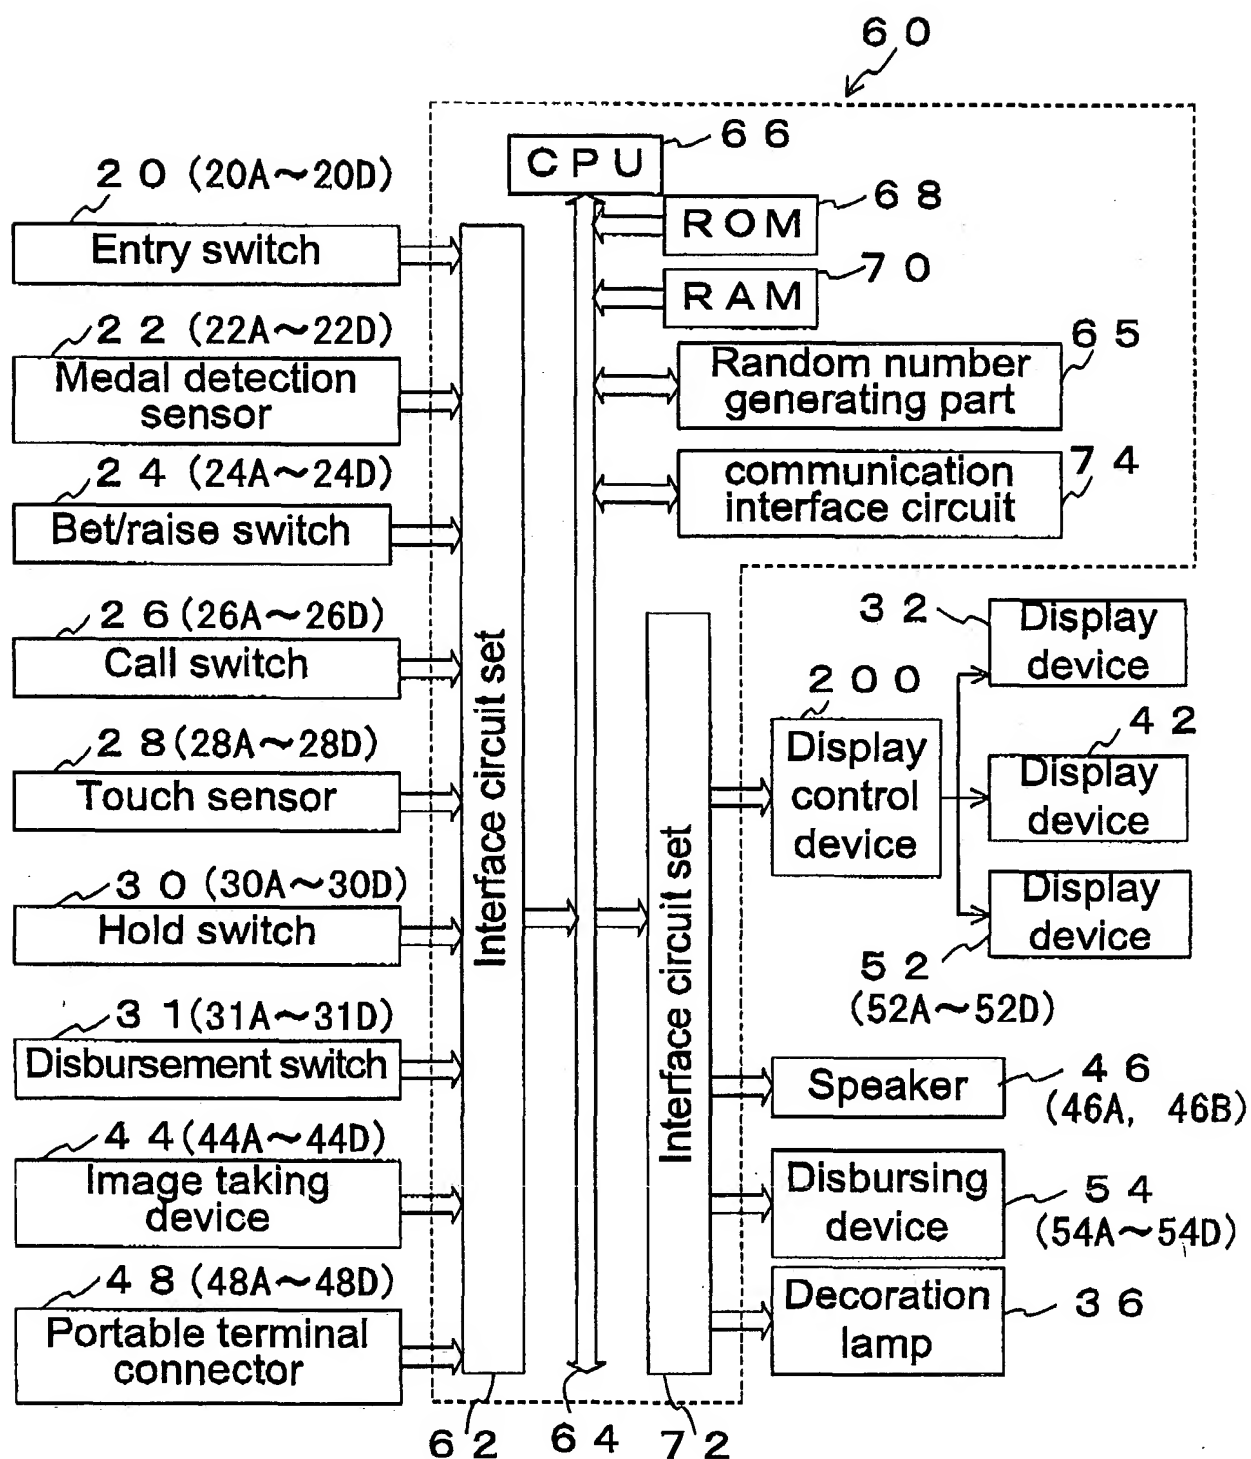 ６０
ＣＰＵ
６６
ＲＯＭ
６８
ＲＡＭ
７０
Random number
generating part
６５
communication
interface circuit
７４
２０ (20A～20D)
Entry switch
２２ (22A～22D)
Medal detection
sensor
２４ (24A～24D)
Bet/raise switch
２６(26A～26D)
Call switch
２８(28A～28D)
Touch sensor
３０ (30A～30D)
Hold switch
３１(31A～31D)
Disbursement switch
４４(44A～44D)
Image taking
device
４８(48A～48D)
Portable terminal
connector
Interface circuit set
６２
６４
Interface circuit set
７２
２００
Display
control
device
３２
Display
device
４２
Display
device
Display
device
５２
(52A～52D)
Speaker
４６
(46A, 46B)
Disbursing
device
５４
(54A～54D)
Decoration
lamp
３６